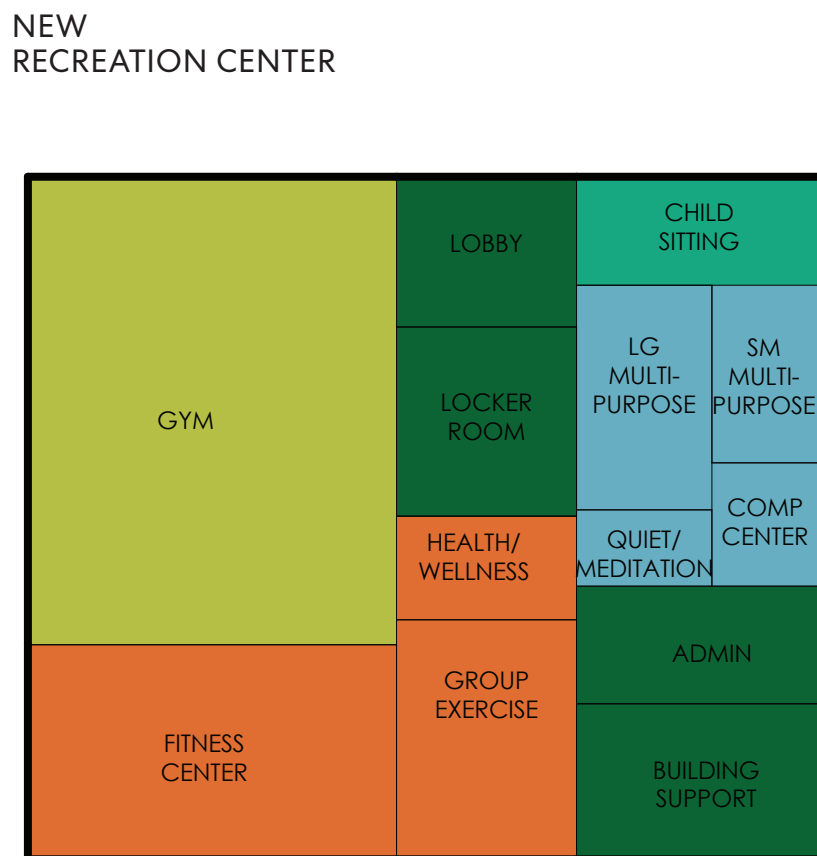 NEW
RECREATION CENTER
GYM
FITNESS
CENTER
LOBBY
LOCKER
ROOM
HEALTH/
WELLNESS
GROUP
EXERCISE
CHILD
SITTING
LG
MULTI-
PURPOSE
SM
MULTI-
PURPOSE
QUIET/
MEDITATION
COMP
CENTER
ADMIN
BUILDING
SUPPORT